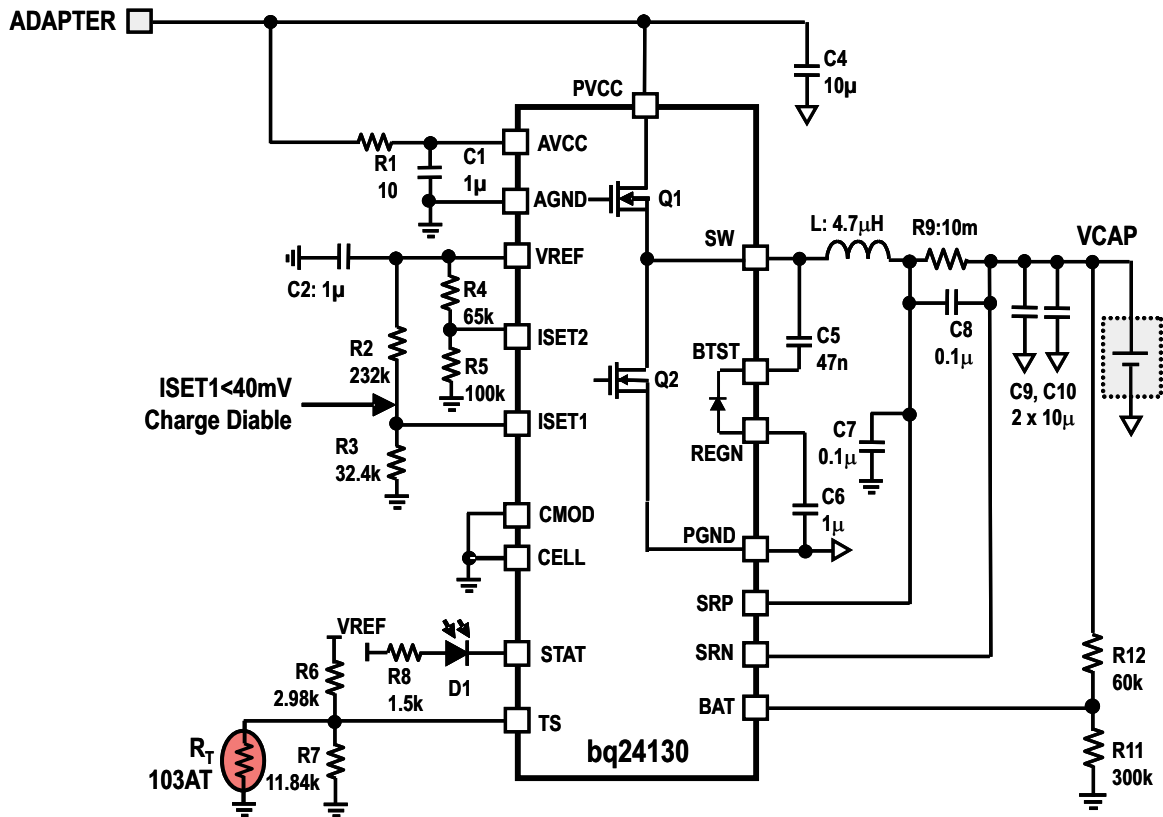 ADAPTER
C4
10µ
PVCC
AVCC
R1
10
C1
1µ
AGND
Q1
SW
L: 4.7µH
R9:10m
VCAP
VREF
C2: 1µ
R4
65k
ISET2
R2
232k
R5
100k
Q2
BTST
C5
47n
C8
0.1µ
C9, C10
2 x 10µ
ISET1<40mV
Charge Diable
ISET1
R3
32.4k
REGN
C7
0.1µ
C6
1µ
CMOD
CELL
PGND
SRP
VREF
STAT
SRN
R8
1.5k
D1
R6
2.98k
R12
60k
BAT
TS
RT
103AT
R7
11.84k
bq24130
R11
300k